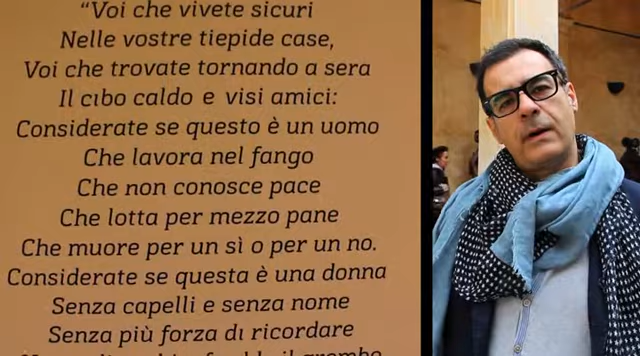 “Voi che vivete sicuri
Nelle vostre tiepide case,
Voi che trovate tornando a sera
Il cibo caldo e visi amici:
Considerate se questo è un uomo
Che lavora nel fango
Che non conosce pace
Che lotta per mezzo pane
Che muore per un sì o per un no.
Considerate se questa è una donna
Senza capelli e senza nome
Senza più forza di ricordare